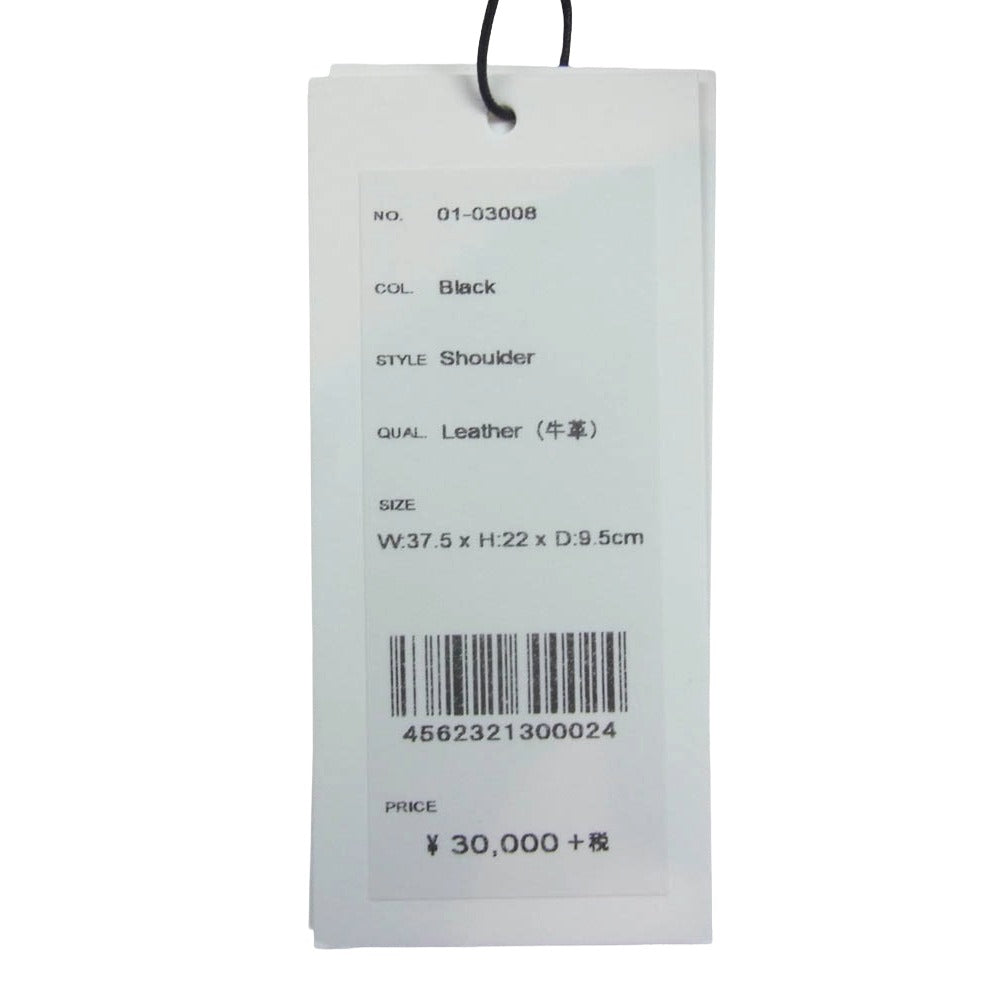 NO. 01-03008
COL. Black
STYLE Shoulder
QUAL. Leather（牛革）
SIZE
W:37.5 x H:22 x D:9.5cm
4562321300024
PRICE
¥ 30,000＋税